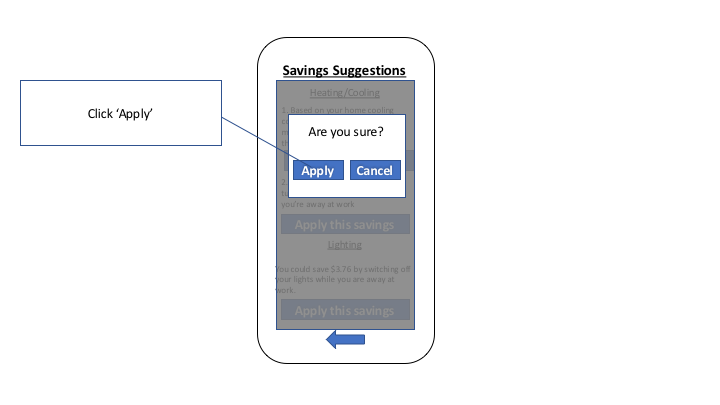 Savings Suggestions
Heating/Cooling
1. Based on your home cooling
Click ‘Apply’
Are you sure?
Apply
Cancel
2.
you're away at work
Apply this savings
Lighting
You could save $3.76 by switching off
your lights while you are away at
work.
Apply this savings